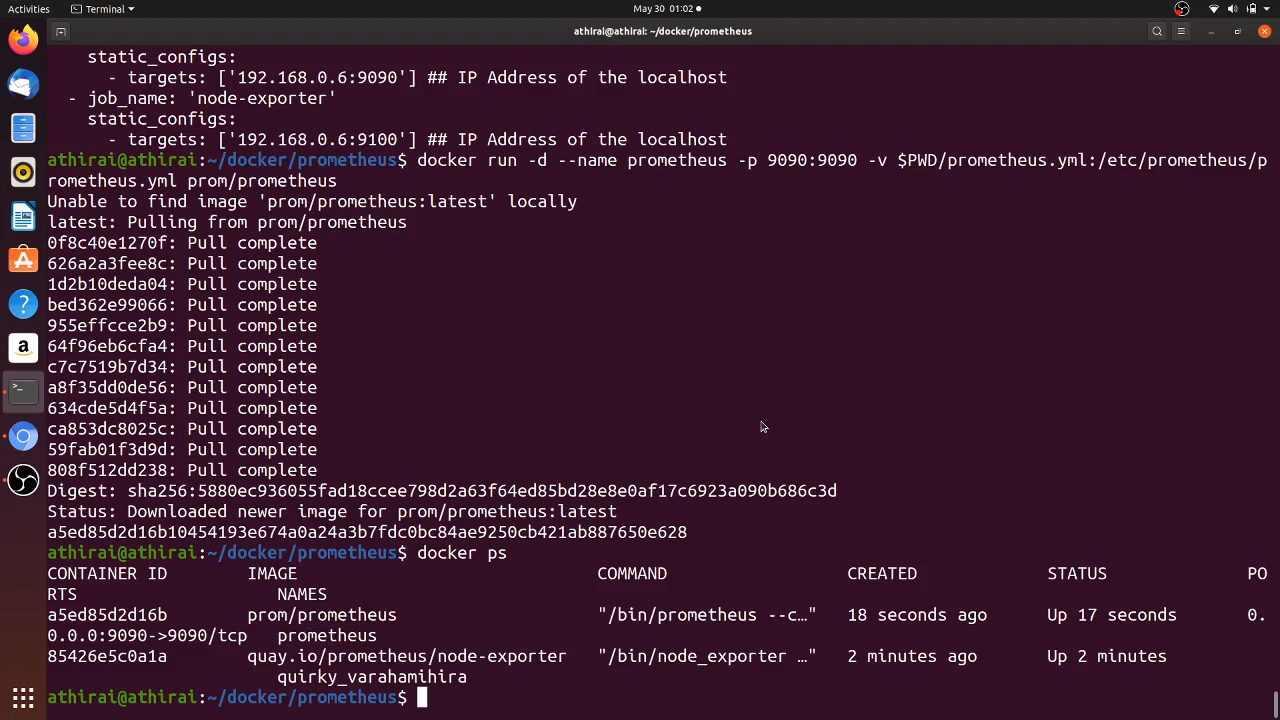 Activities
Terminal
May 30 01:02
athirai@athirai: ~/docker/prometheus
static_configs:
- targets: ['192.168.0.6:9090'] ## IP Address of the localhost
- job_name: 'node-exporter'
static_configs:
- targets: ['192.168.0.6:9100'] ## IP Address of the localhost
athirai@athirai:~/docker/prometheus$ docker run -d --name prometheus -p 9090:9090 -v $PWD/prometheus.yml:/etc/prometheus/p
rometheus.yml prom/prometheus
Unable to find image 'prom/prometheus:latest' locally
latest: Pulling from prom/prometheus
0f8c40e1270f: Pull complete
626a2a3fee8c: Pull complete
1d2b10deda04: Pull complete
bed362e99066: Pull complete
955effcce2b9: Pull complete
64f96eb6cfa4: Pull complete
c7c7519b7d34: Pull complete
a8f35dd0de56: Pull complete
634cde5d4f5a: Pull complete
ca853dc8025c: Pull complete
59fab01f3d9d: Pull complete
808f512dd238: Pull complete
Digest: sha256:5880ec936055fad18ccee798d2a63f64ed85bd28e8e0af17c6923a090b686c3d
Status: Downloaded newer image for prom/prometheus:latest
a5ed85d2d16b10454193e674a0a24a3b7fdc0bc84ae9250cb421ab887650e628
athirai@athirai:~/docker/prometheus$ docker ps
CONTAINER ID IMAGE COMMAND CREATED STATUS PO
RTS NAMES
a5ed85d2d16b prom/prometheus "/bin/prometheus --c…" 18 seconds ago Up 17 seconds 0.
0.0.0:9090->9090/tcp prometheus
85426e5c0a1a quay.io/prometheus/node-exporter "/bin/node_exporter …" 2 minutes ago Up 2 minutes
quirky_varahamihira
athirai@athirai:~/docker/prometheus$